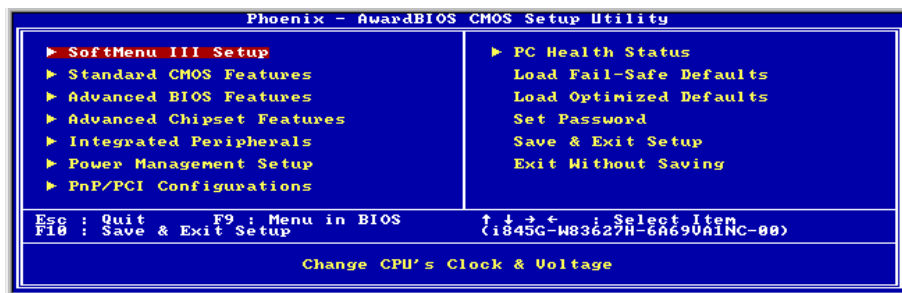 Phoenix - AwardBIOS CMOS Setup Utility
► SoftMenu III Setup
► Standard CMOS Features
► Advanced BIOS Features
► Advanced Chipset Features
► Integrated Peripherals
► Power Management Setup
► PnP/PCI Configurations
► PC Health Status
Load Fail-Safe Defaults
Load Optimized Defaults
Set Password
Save & Exit Setup
Exit Without Saving
Esc : Quit F9 : Menu in BIOS
F10 : Save & Exit Setup
↑ ↓ → ← : Select Item
(i845G-W83627H-6A69VA1NC-00)
Change CPU's Clock & Voltage